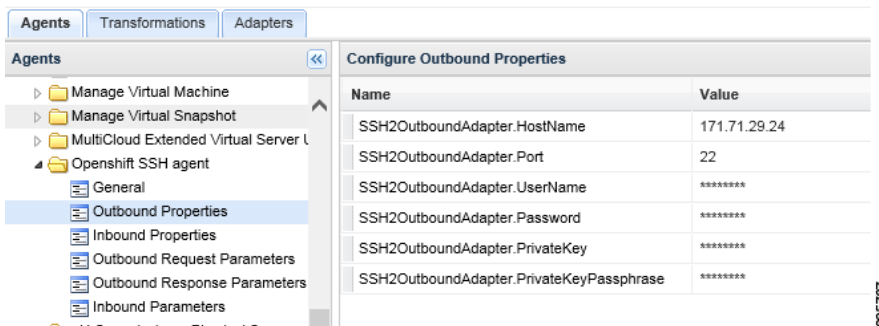 Agents Transformations Adapters
Agents
Manage Virtual Machine
Manage Virtual Snapshot
MultiCloud Extended Virtual Server
Openshift SSH agent
General
Outbound Properties
Inbound Properties
Outbound Request Parameters
Outbound Response Parameters
Inbound Parameters
Configure Outbound Properties
Name Value
SSH2OutboundAdapter.HostName 171.71.29.24
SSH2OutboundAdapter.Port 22
SSH2OutboundAdapter.UserName ********
SSH2OutboundAdapter.Password ********
SSH2OutboundAdapter.PrivateKey ********
SSH2OutboundAdapter.PrivateKeyPassphrase ********